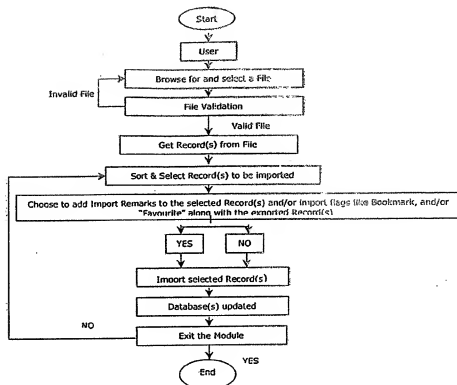 Start
User
Browse for and select a File
Invalid File
File Validation
Valid File
Get Record(s) from File
Sort & Select Record(s) to be imported
Choose to add Import Remarks to the selected Record(s) and/or import flags like Bookmark, and/or
"Favourite" along with the exported Record(s)
YES
NO
Import selected Record(s)
Database(s) updated
NO
Exit the Module
YES
End